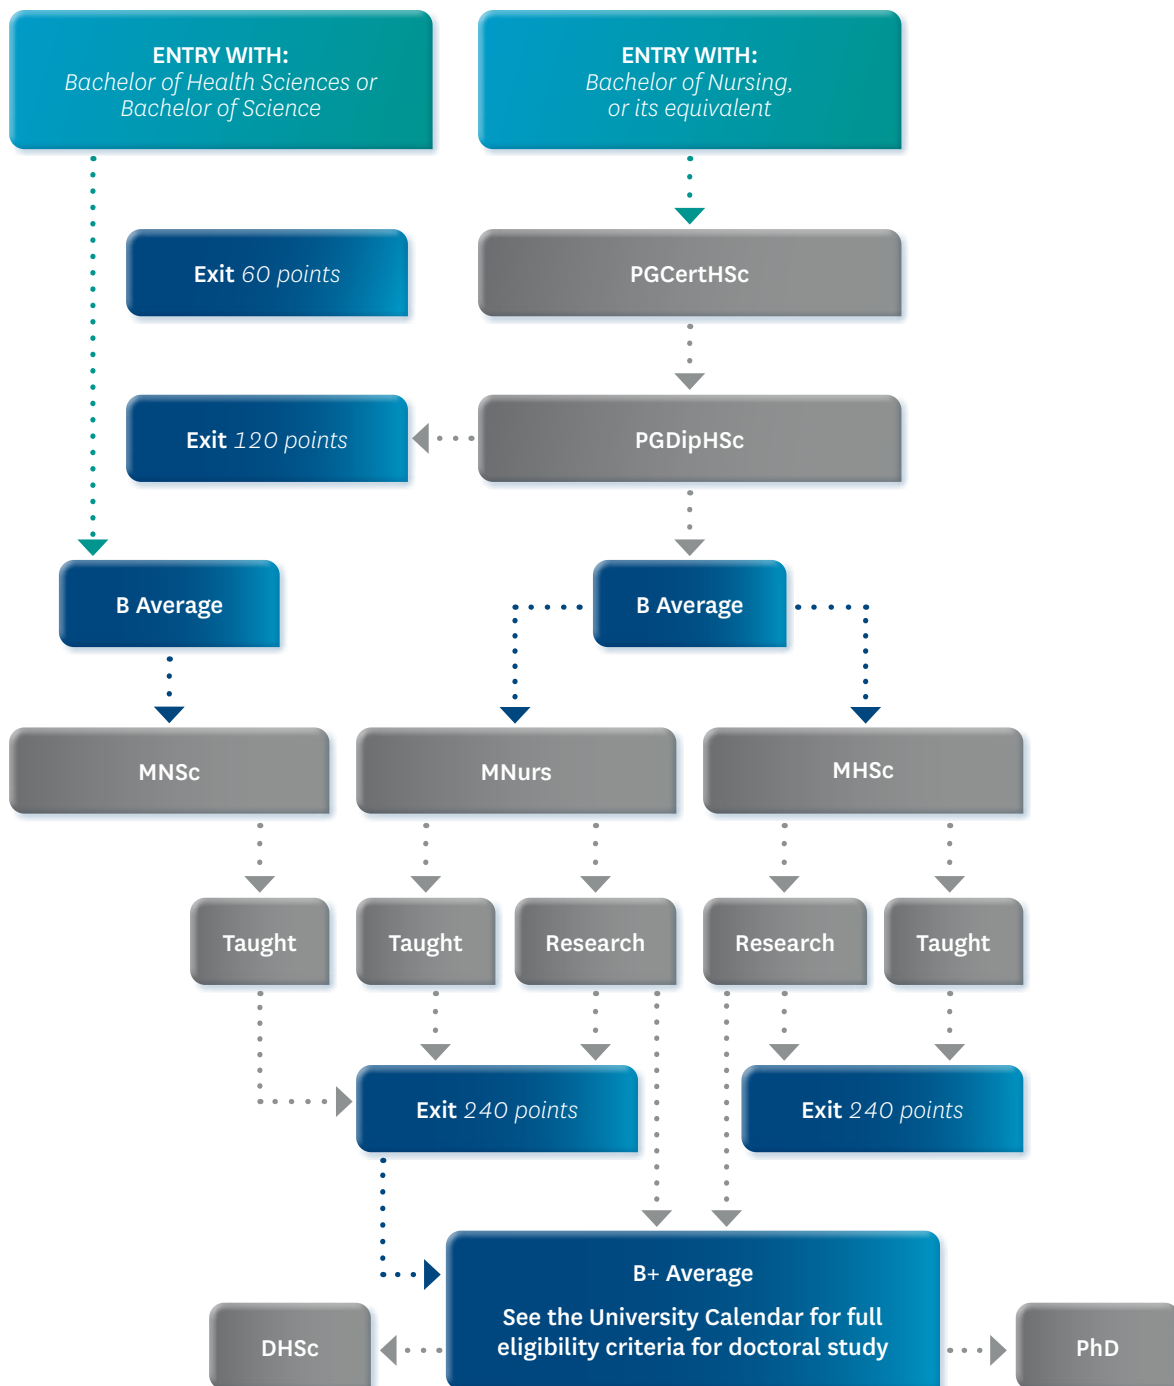 ENTRY WITH:
Bachelor of Health Sciences or
Bachelor of Science
ENTRY WITH:
Bachelor of Nursing,
or its equivalent
Exit 60 points
PGCertHSc
Exit 120 points
PGDipHSc
B Average
B Average
MNSc
MNurs
MHSc
Taught
Taught
Research
Research
Taught
Exit 240 points
Exit 240 points
B+ Average
See the University Calendar for full
eligibility criteria for doctoral study
DHSc
PhD